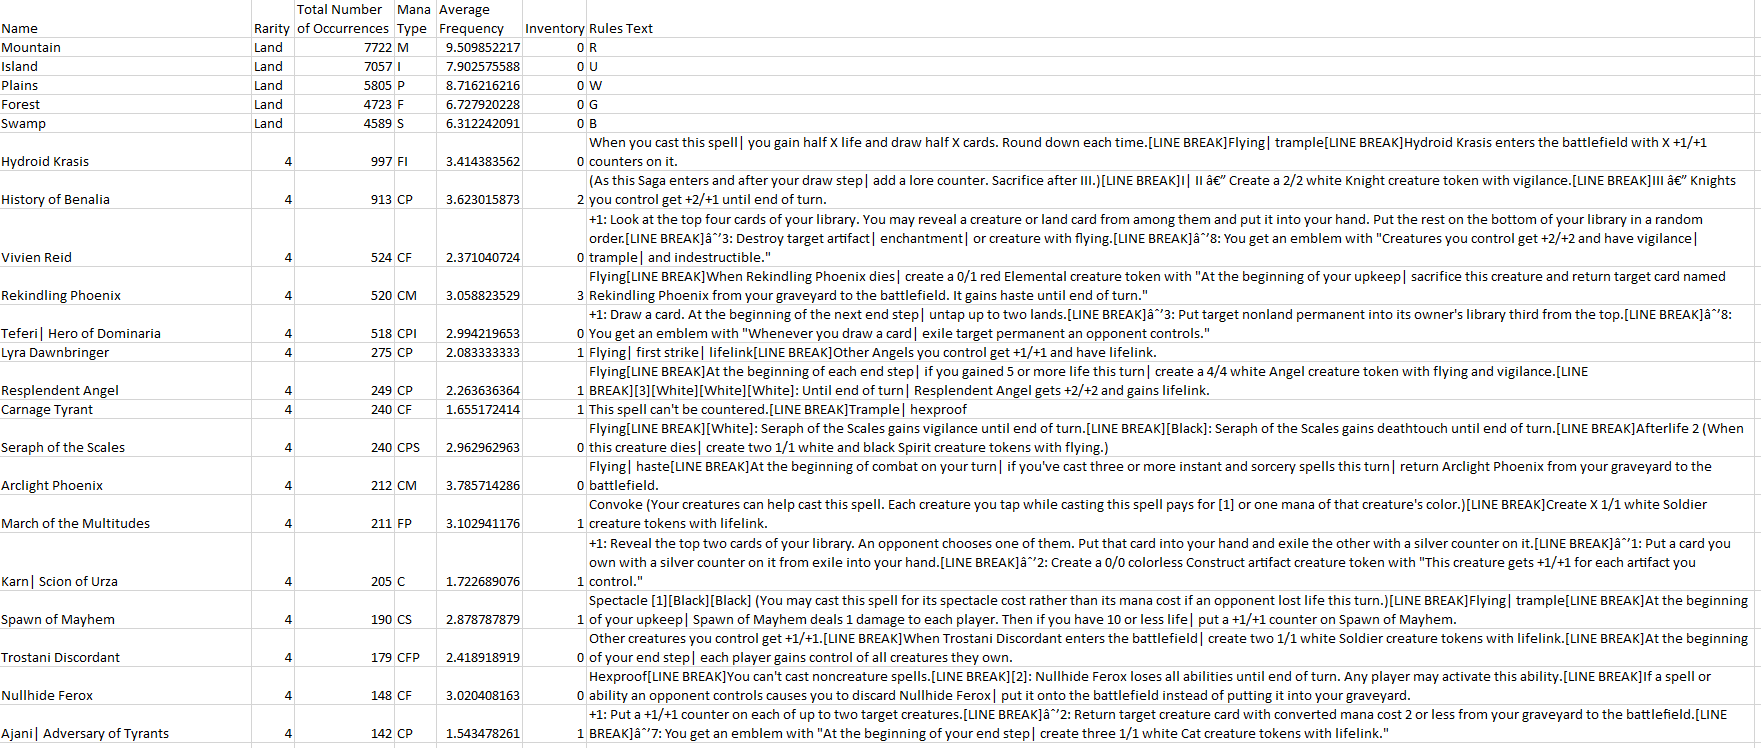 Total Number Mana Average
Name Rarity of Occurrences Type Frequency Inventory Rules Text
Mountain Land 7722 M 9.509852217 0 R
Island Land 7057 I 7.902575588 0 U
Plains Land 5805 P 8.716216216 0 W
Forest Land 4723 F 6.727920228 0 G
Swamp Land 4589 S 6.312242091 0 B
When you cast this spell| you gain half X life and draw half X cards. Round down each time.[LINE BREAK]Flying| trample[LINE BREAK]Hydroid Krasis enters the battlefield with X +1/+1
Hydroid Krasis 4 997 FI 3.414383562 0 counters on it.
(As this Saga enters and after your draw step| add a lore counter. Sacrifice after III.)[LINE BREAK]I| II â€” Create a 2/2 white Knight creature token with vigilance.[LINE BREAK]III â€” Knights
History of Benalia 4 913 CP 3.623015873 2 you control get +2/+1 until end of turn.
+1: Look at the top four cards of your library. You may reveal a creature or land card from among them and put it into your hand. Put the rest on the bottom of your library in a random
order.[LINE BREAK]âˆ’3: Destroy target artifact| enchantment| or creature with flying.[LINE BREAK]âˆ’8: You get an emblem with "Creatures you control get +2/+2 and have vigilance|
Vivien Reid 4 524 CF 2.371040724 0 trample| and indestructible."
Flying[LINE BREAK]When Rekindling Phoenix dies| create a 0/1 red Elemental creature token with "At the beginning of your upkeep| sacrifice this creature and return target card named
Rekindling Phoenix 4 520 CM 3.058823529 3 Rekindling Phoenix from your graveyard to the battlefield. It gains haste until end of turn."
+1: Draw a card. At the beginning of the next end step| untap up to two lands.[LINE BREAK]âˆ’3: Put target nonland permanent into its owner's library third from the top.[LINE BREAK]âˆ’8:
Teferi| Hero of Dominaria 4 518 CPI 2.994219653 0 You get an emblem with "Whenever you draw a card| exile target permanent an opponent controls."
Lyra Dawnbringer 4 275 CP 2.083333333 1 Flying| first strike| lifelink[LINE BREAK]Other Angels you control get +1/+1 and have lifelink.
Flying[LINE BREAK]At the beginning of each end step| if you gained 5 or more life this turn| create a 4/4 white Angel creature token with flying and vigilance.[LINE
Resplendent Angel 4 249 CP 2.263636364 1 BREAK][3][White][White][White]: Until end of turn| Resplendent Angel gets +2/+2 and gains lifelink.
Carnage Tyrant 4 240 CF 1.655172414 1 This spell can't be countered.[LINE BREAK]Trample| hexproof
Flying[LINE BREAK][White]: Seraph of the Scales gains vigilance until end of turn.[LINE BREAK][Black]: Seraph of the Scales gains deathtouch until end of turn.[LINE BREAK]Afterlife 2 (When
Seraph of the Scales 4 240 CPS 2.962962963 0 this creature dies| create two 1/1 white and black Spirit creature tokens with flying.)
Flying| haste[LINE BREAK]At the beginning of combat on your turn| if you've cast three or more instant and sorcery spells this turn| return Arclight Phoenix from your graveyard to the
Arclight Phoenix 4 212 CM 3.785714286 0 battlefield.
Convoke (Your creatures can help cast this spell. Each creature you tap while casting this spell pays for [1] or one mana of that creature's color.)[LINE BREAK]Create X 1/1 white Soldier
March of the Multitudes 4 211 FP 3.102941176 1 creature tokens with lifelink.
+1: Reveal the top two cards of your library. An opponent chooses one of them. Put that card into your hand and exile the other with a silver counter on it.[LINE BREAK]âˆ’1: Put a card you
own with a silver counter on it from exile into your hand.[LINE BREAK]âˆ’2: Create a 0/0 colorless Construct artifact creature token with "This creature gets +1/+1 for each artifact you
Karn| Scion of Urza 4 205 C 1.722689076 1 control."
Spectacle [1][Black][Black] (You may cast this spell for its spectacle cost rather than its mana cost if an opponent lost life this turn.)[LINE BREAK]Flying| trample[LINE BREAK]At the beginning
Spawn of Mayhem 4 190 CS 2.878787879 1 of your upkeep| Spawn of Mayhem deals 1 damage to each player. Then if you have 10 or less life| put a +1/+1 counter on Spawn of Mayhem.
Other creatures you control get +1/+1.[LINE BREAK]When Trostani Discordant enters the battlefield| create two 1/1 white Soldier creature tokens with lifelink.[LINE BREAK]At the beginning
Trostani Discordant 4 179 CFP 2.418918919 0 of your end step| each player gains control of all creatures they own.
Hexproof[LINE BREAK]You can't cast noncreature spells.[LINE BREAK][2]: Nullhide Ferox loses all abilities until end of turn. Any player may activate this ability.[LINE BREAK]If a spell or
Nullhide Ferox 4 148 CF 3.020408163 0 ability an opponent controls causes you to discard Nullhide Ferox| put it onto the battlefield instead of putting it into your graveyard.
+1: Put a +1/+1 counter on each of up to two target creatures.[LINE BREAK]âˆ’2: Return target creature card with converted mana cost 2 or less from your graveyard to the battlefield.[LINE
Ajani| Adversary of Tyrants 4 142 CP 1.543478261 1 BREAK]âˆ’7: You get an emblem with "At the beginning of your end step| create three 1/1 white Cat creature tokens with lifelink."